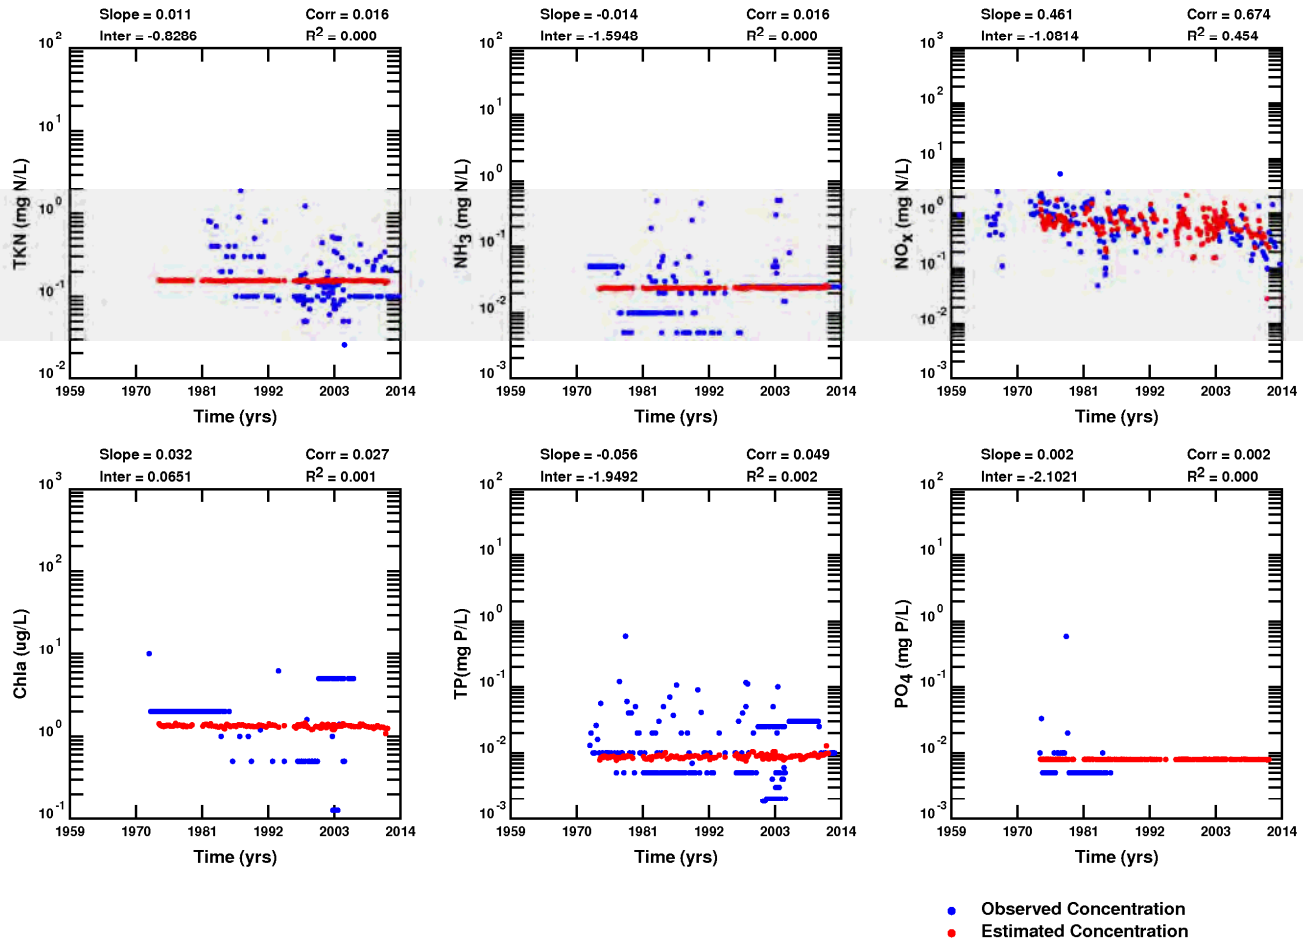 Slope = 0.011 Corr = 0.016
Inter = -0.8286 R2 = 0.000
10 2
10 1
10 0
10 -1
10 -2
TKN (mg N/L)
1959 1970 1981 1992 2003 2014
Time (yrs)
Slope = -0.014 Corr = 0.016
Inter = -1.5948 R2 = 0.000
10 2
10 1
10 0
10 -1
10 -2
10 -3
NH3 (mg N/L)
1959 1970 1981 1992 2003 2014
Time (yrs)
Slope = 0.461 Corr = 0.674
Inter = -1.0814 R2 = 0.454
10 3
10 2
10 1
10 0
10 -1
10 -2
10 -3
NOx (mg N/L)
1959 1970 1981 1992 2003 2014
Time (yrs)
Slope = 0.032 Corr = 0.027
Inter = 0.0651 R2 = 0.001
10 3
10 2
10 1
10 0
10 -1
Chla (ug/L)
1959 1970 1981 1992 2003 2014
Time (yrs)
Slope = -0.056 Corr = 0.049
Inter = -1.9492 R2 = 0.002
10 2
10 1
10 0
10 -1
10 -2
10 -3
TP(mg P/L)
1959 1970 1981 1992 2003 2014
Time (yrs)
Slope = 0.002 Corr = 0.002
Inter = -2.1021 R2 = 0.000
10 2
10 1
10 0
10 -1
10 -2
10 -3
PO4 (mg P/L)
1959 1970 1981 1992 2003 2014
Time (yrs)
Observed Concentration
Estimated Concentration